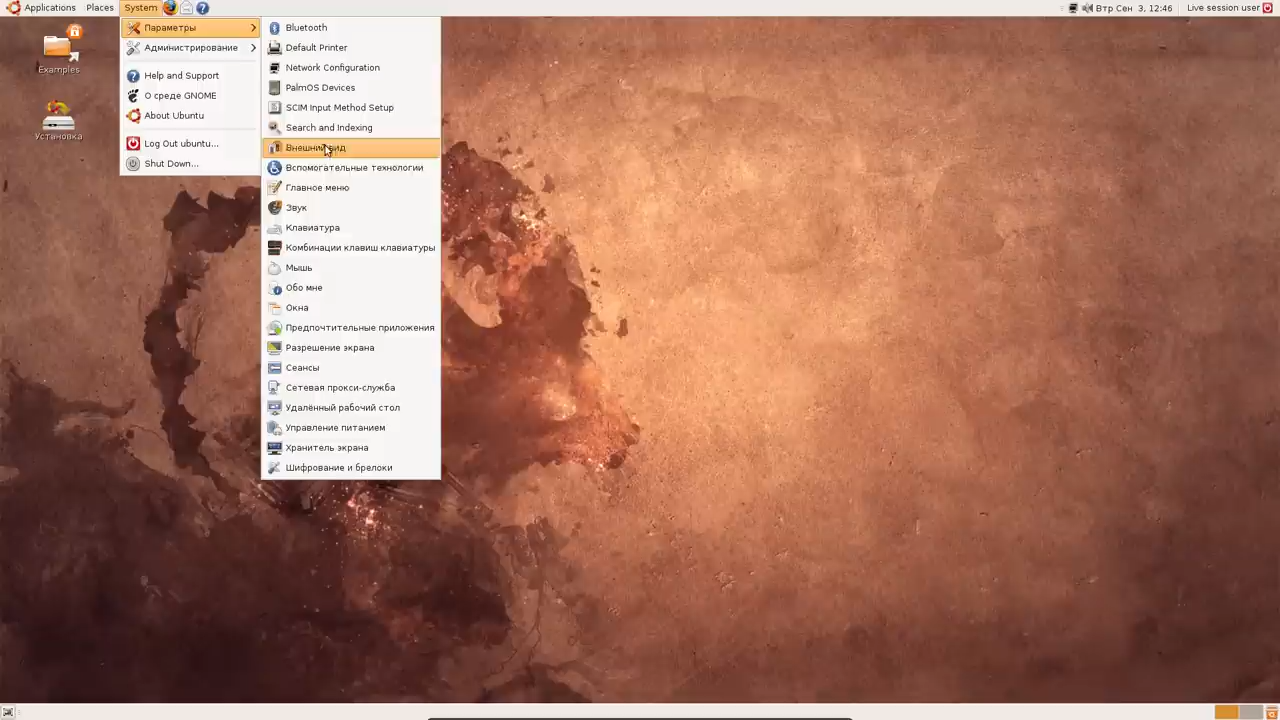 Applications Places System Втр Сен 3, 12:46 Live session user
Параметры
Администрирование
Help and Support
О среде GNOME
About Ubuntu
Log Out ubuntu...
Shut Down...
Bluetooth
Default Printer
Network Configuration
PalmOS Devices
SCIM Input Method Setup
Search and Indexing
Внешний вид
Вспомогательные технологии
Главное меню
Звук
Клавиатура
Комбинации клавиш клавиатуры
Мышь
Обо мне
Окна
Предпочтительные приложения
Разрешение экрана
Сеансы
Сетевая прокси-служба
Удалённый рабочий стол
Управление питанием
Хранитель экрана
Шифрование и брелоки
Examples
Установка